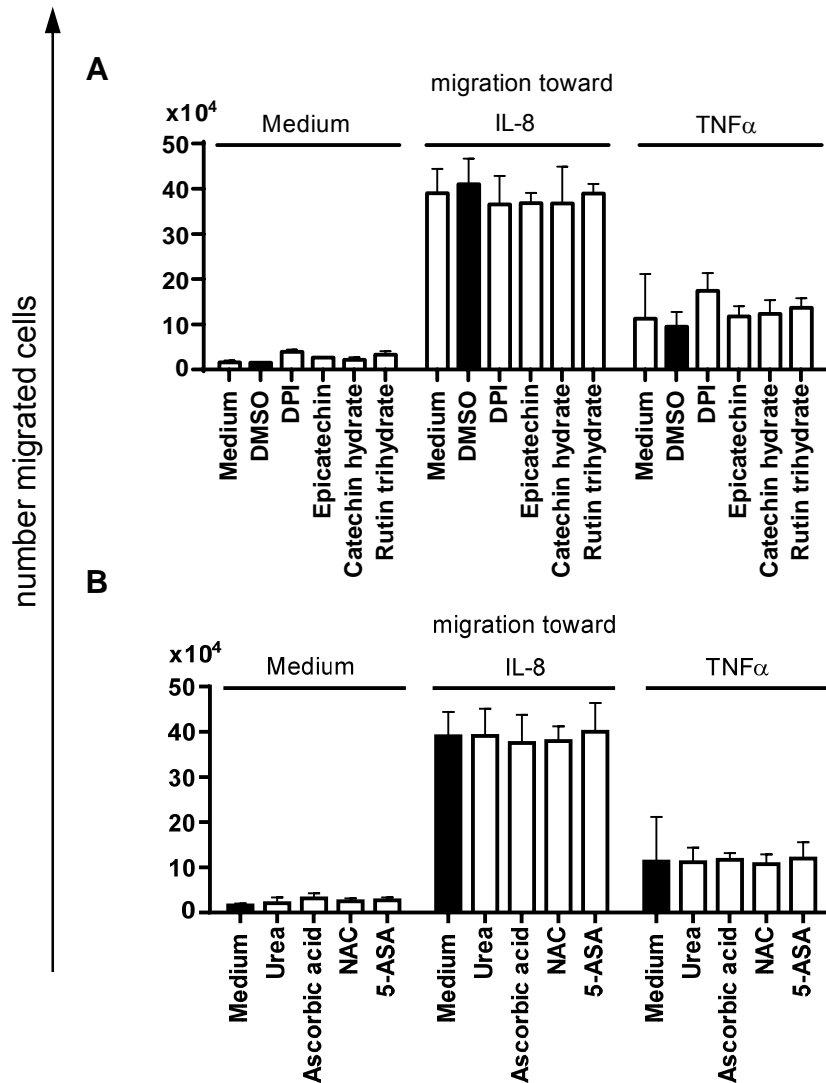 number migrated cells
A
migration toward
x10⁴
Medium
IL-8
TNFα
50
40
30
20
10
0
Medium
DMSO
DPI
Epicatechin
Catechin hydrate
Rutin trihydrate
Medium
DMSO
DPI
Epicatechin
Catechin hydrate
Rutin trihydrate
Medium
DMSO
DPI
Epicatechin
Catechin hydrate
Rutin trihydrate
B
migration toward
x10⁴
Medium
IL-8
TNFα
50
40
30
20
10
0
Medium
Urea
Ascorbic acid
NAC
5-ASA
Medium
Urea
Ascorbic acid
NAC
5-ASA
Medium
Urea
Ascorbic acid
NAC
5-ASA